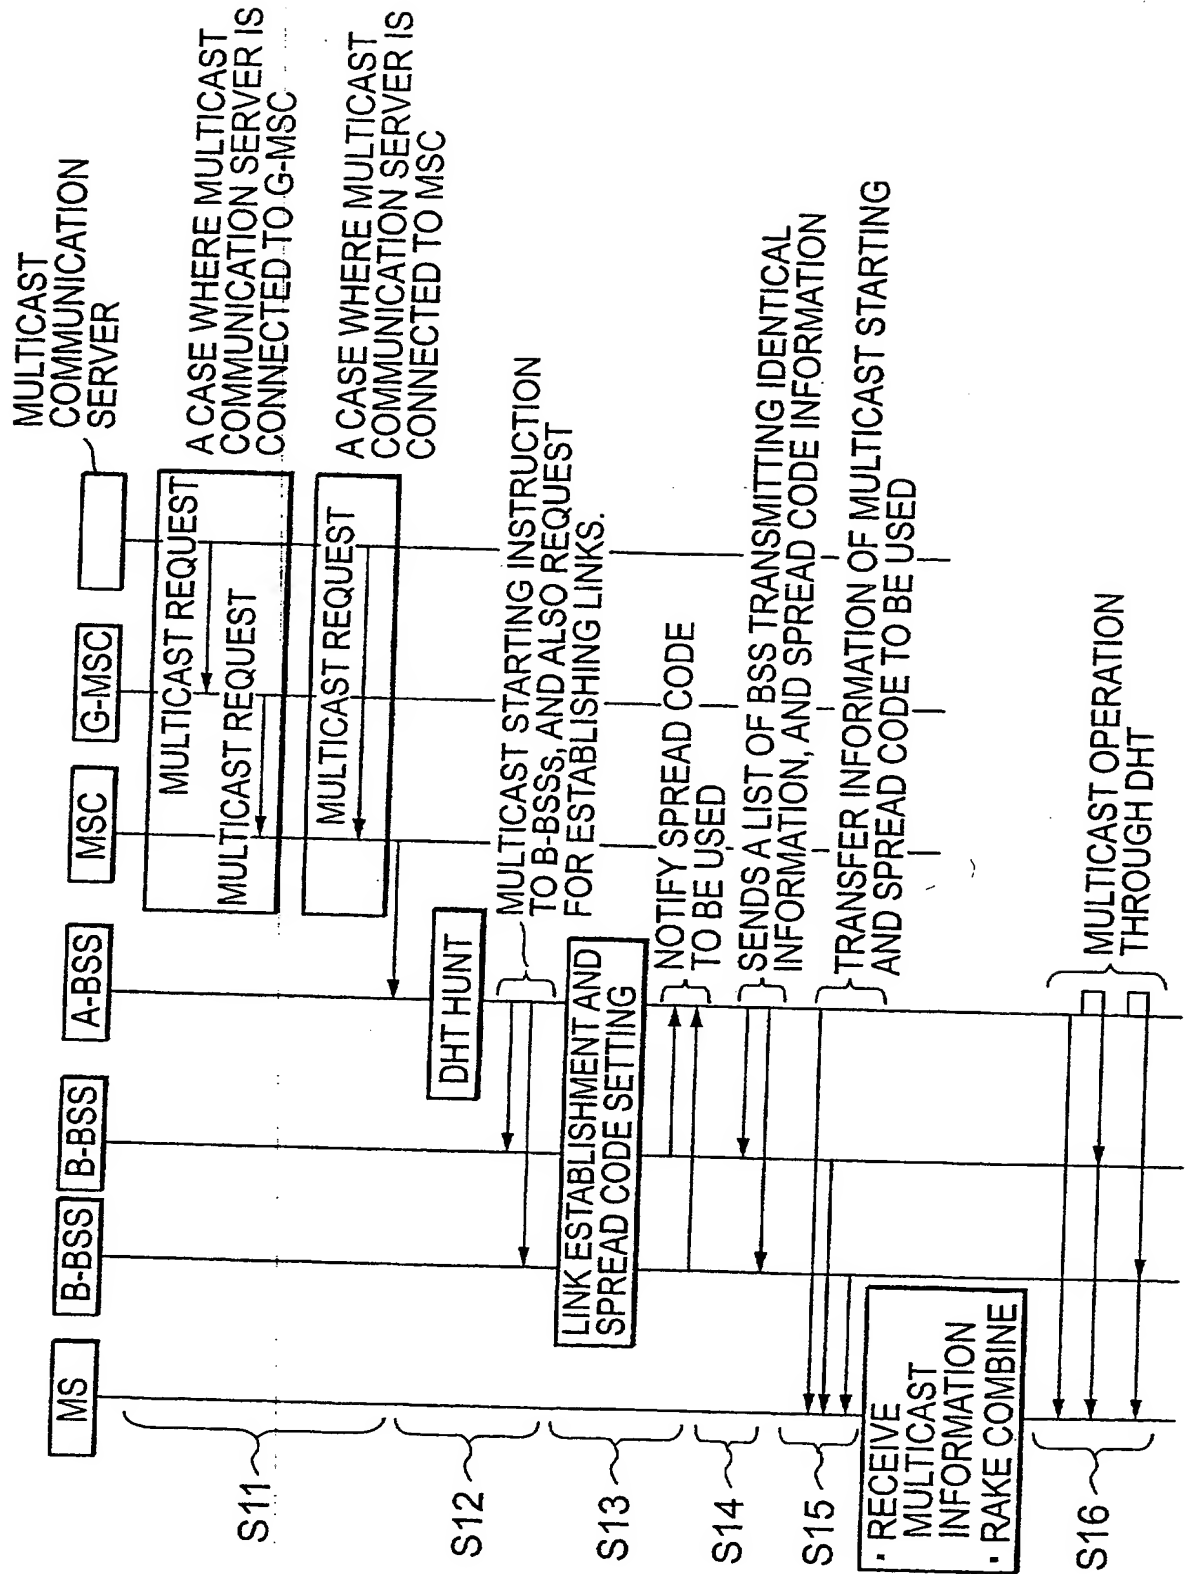 MULTICAST
COMMUNICATION
SERVER
MS
B-BSS
B-BSS
A-BSS
MSC
G-MSC
S11
MULTICAST REQUEST
MULTICAST REQUEST
A CASE WHERE MULTICAST
COMMUNICATION SERVER IS
CONNECTED TO G-MSC
MULTICAST REQUEST
A CASE WHERE MULTICAST
COMMUNICATION SERVER IS
CONNECTED TO MSC
S12
DHT HUNT
MULTICAST STARTING INSTRUCTION
TO B-BSSs, AND ALSO REQUEST
FOR ESTABLISHING LINKS.
S13
LINK ESTABLISHMENT AND
SPREAD CODE SETTING
NOTIFY SPREAD CODE
TO BE USED
S14
SENDS A LIST OF BSS TRANSMITTING IDENTICAL
INFORMATION, AND SPREAD CODE INFORMATION
S15
TRANSFER INFORMATION OF MULTICAST STARTING
AND SPREAD CODE TO BE USED
· RECEIVE
MULTICAST
INFORMATION
· RAKE COMBINE
S16
MULTICAST OPERATION
THROUGH DHT